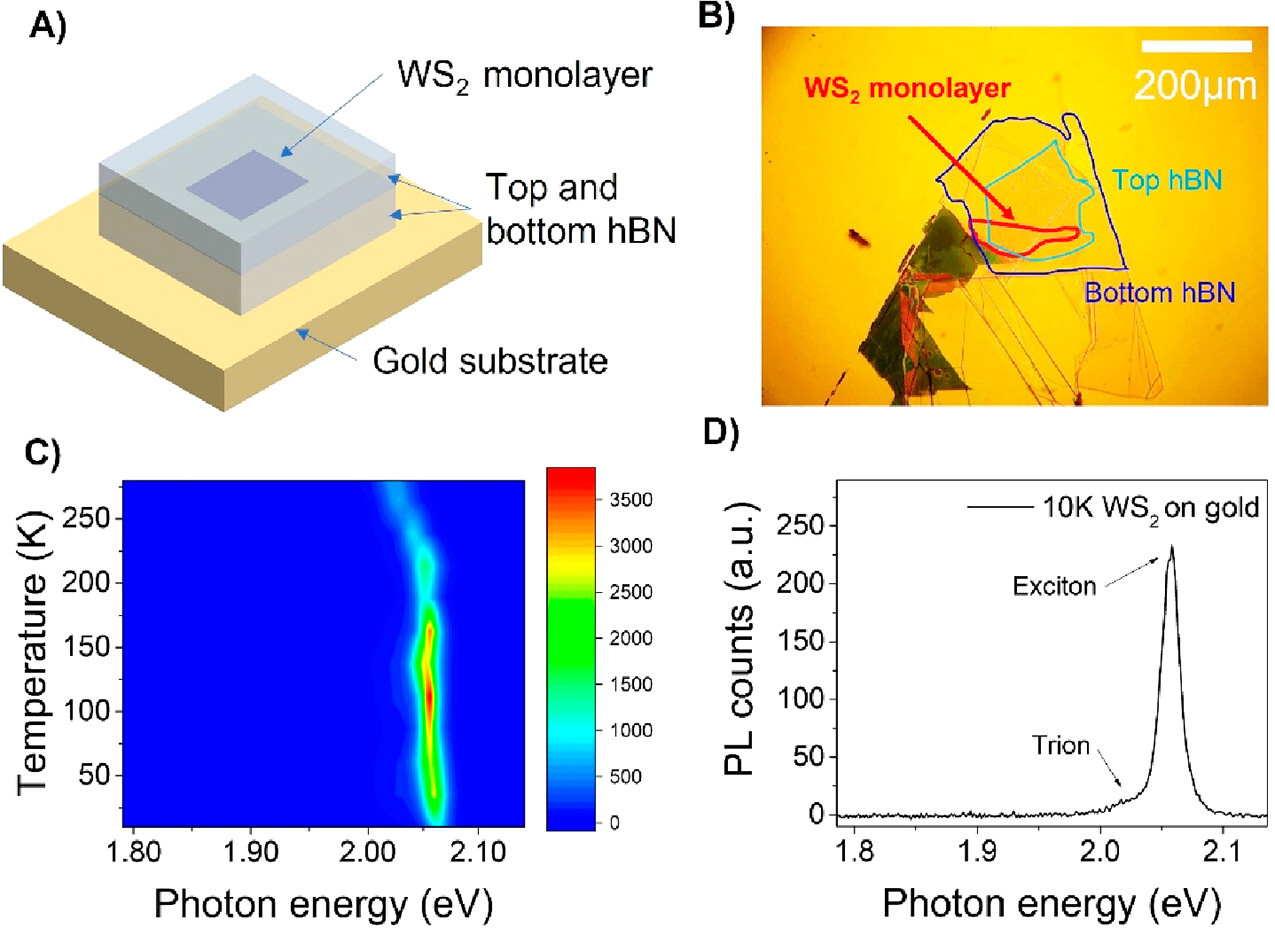 A)
WS₂ monolayer
Top and
bottom hBN
Gold substrate
B)
200μm
WS₂ monolayer
Top hBN
Bottom hBN
C)
Temperature (K)
250
200
150
100
50
1.80
1.90
2.00
2.10
Photon energy (eV)
3500
3000
2500
2000
1500
1000
500
0
D)
PL counts (a.u.)
250
200
150
100
50
0
10K WS₂ on gold
Exciton
Trion
1.8
1.9
2.0
2.1
Photon energy (eV)